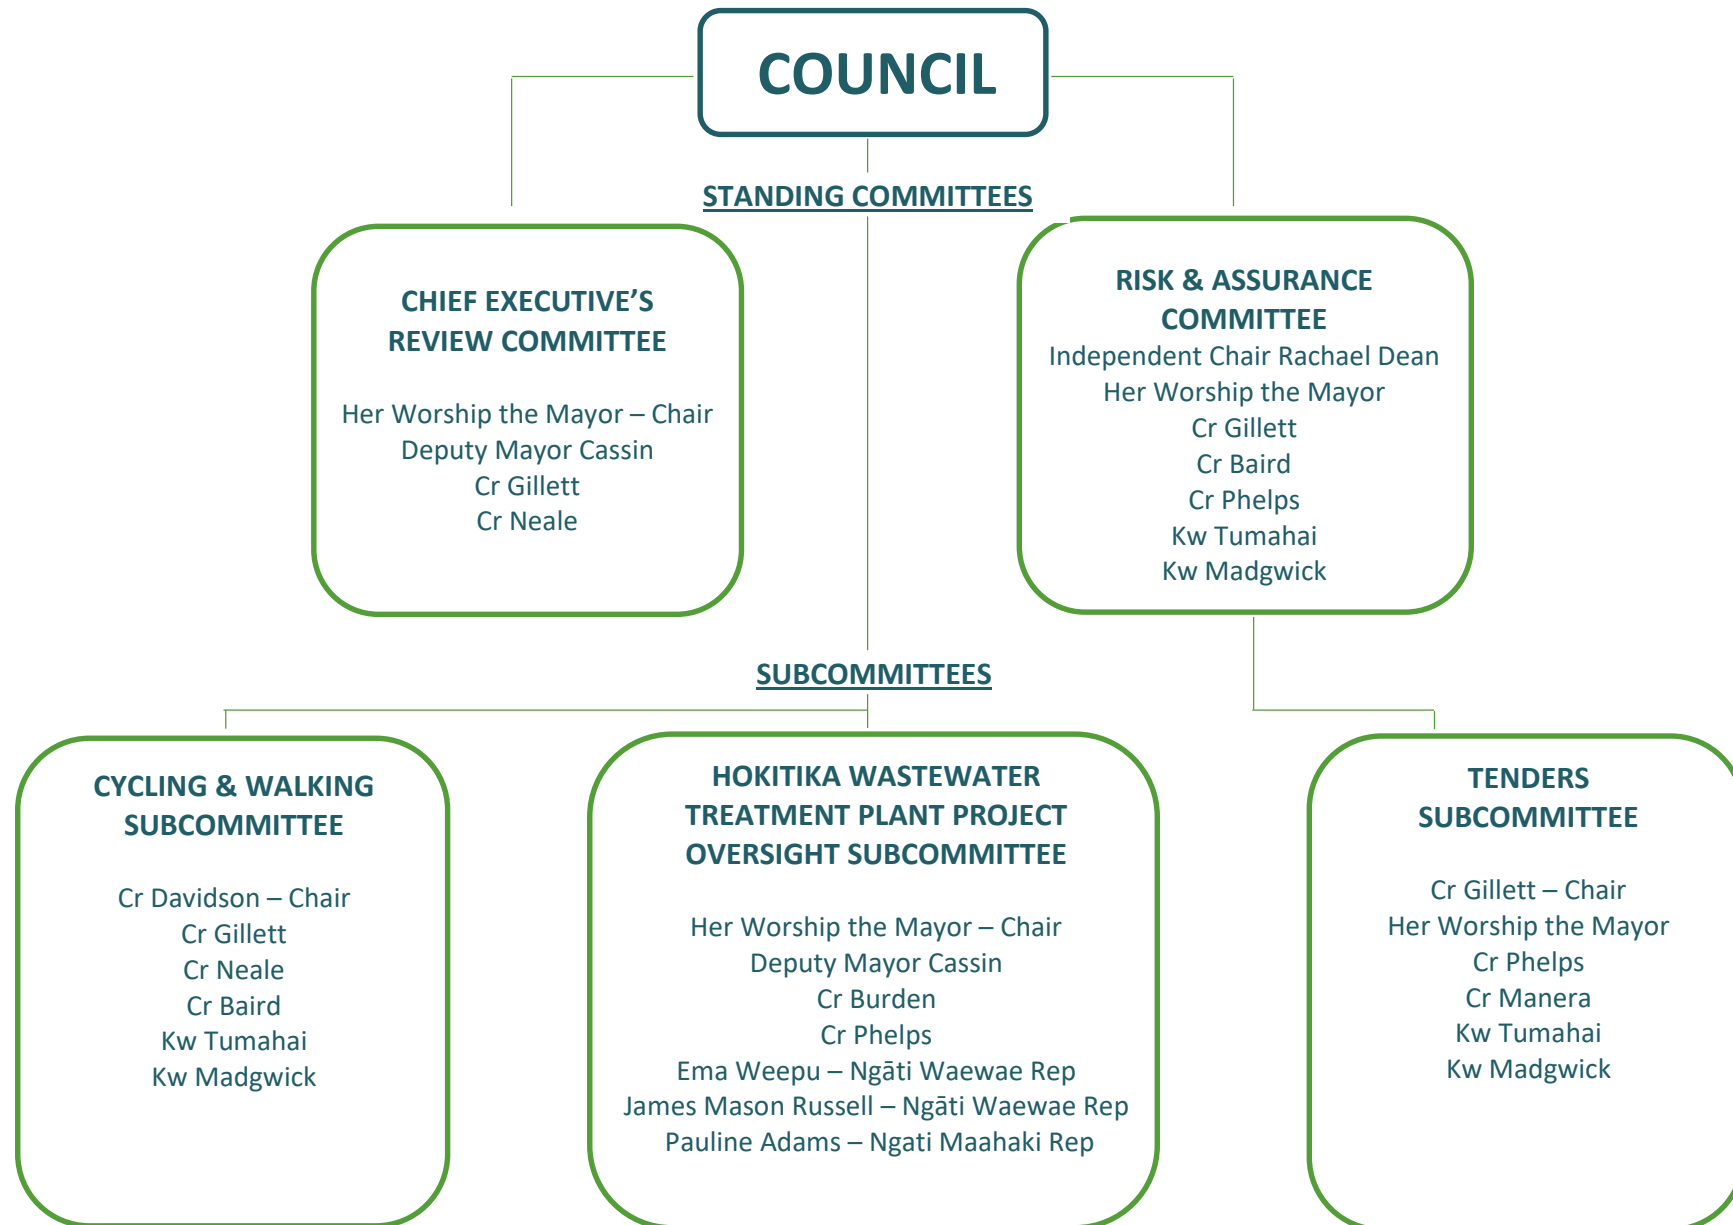 COUNCIL
STANDING COMMITTEES
CHIEF EXECUTIVE’S
REVIEW COMMITTEE
Her Worship the Mayor – Chair
Deputy Mayor Cassin
Cr Gillett
Cr Neale
RISK & ASSURANCE
COMMITTEE
Independent Chair Rachael Dean
Her Worship the Mayor
Cr Gillett
Cr Baird
Cr Phelps
Kw Tumahai
Kw Madgwick
SUBCOMMITTEES
CYCLING & WALKING
SUBCOMMITTEE
Cr Davidson – Chair
Cr Gillett
Cr Neale
Cr Baird
Kw Tumahai
Kw Madgwick
HOKITIKA WASTEWATER
TREATMENT PLANT PROJECT
OVERSIGHT SUBCOMMITTEE
Her Worship the Mayor – Chair
Deputy Mayor Cassin
Cr Burden
Cr Phelps
Ema Weepu – Ngāti Waewae Rep
James Mason Russell – Ngāti Waewae Rep
Pauline Adams – Ngati Maahaki Rep
TENDERS
SUBCOMMITTEE
Cr Gillett – Chair
Her Worship the Mayor
Cr Phelps
Cr Manera
Kw Tumahai
Kw Madgwick